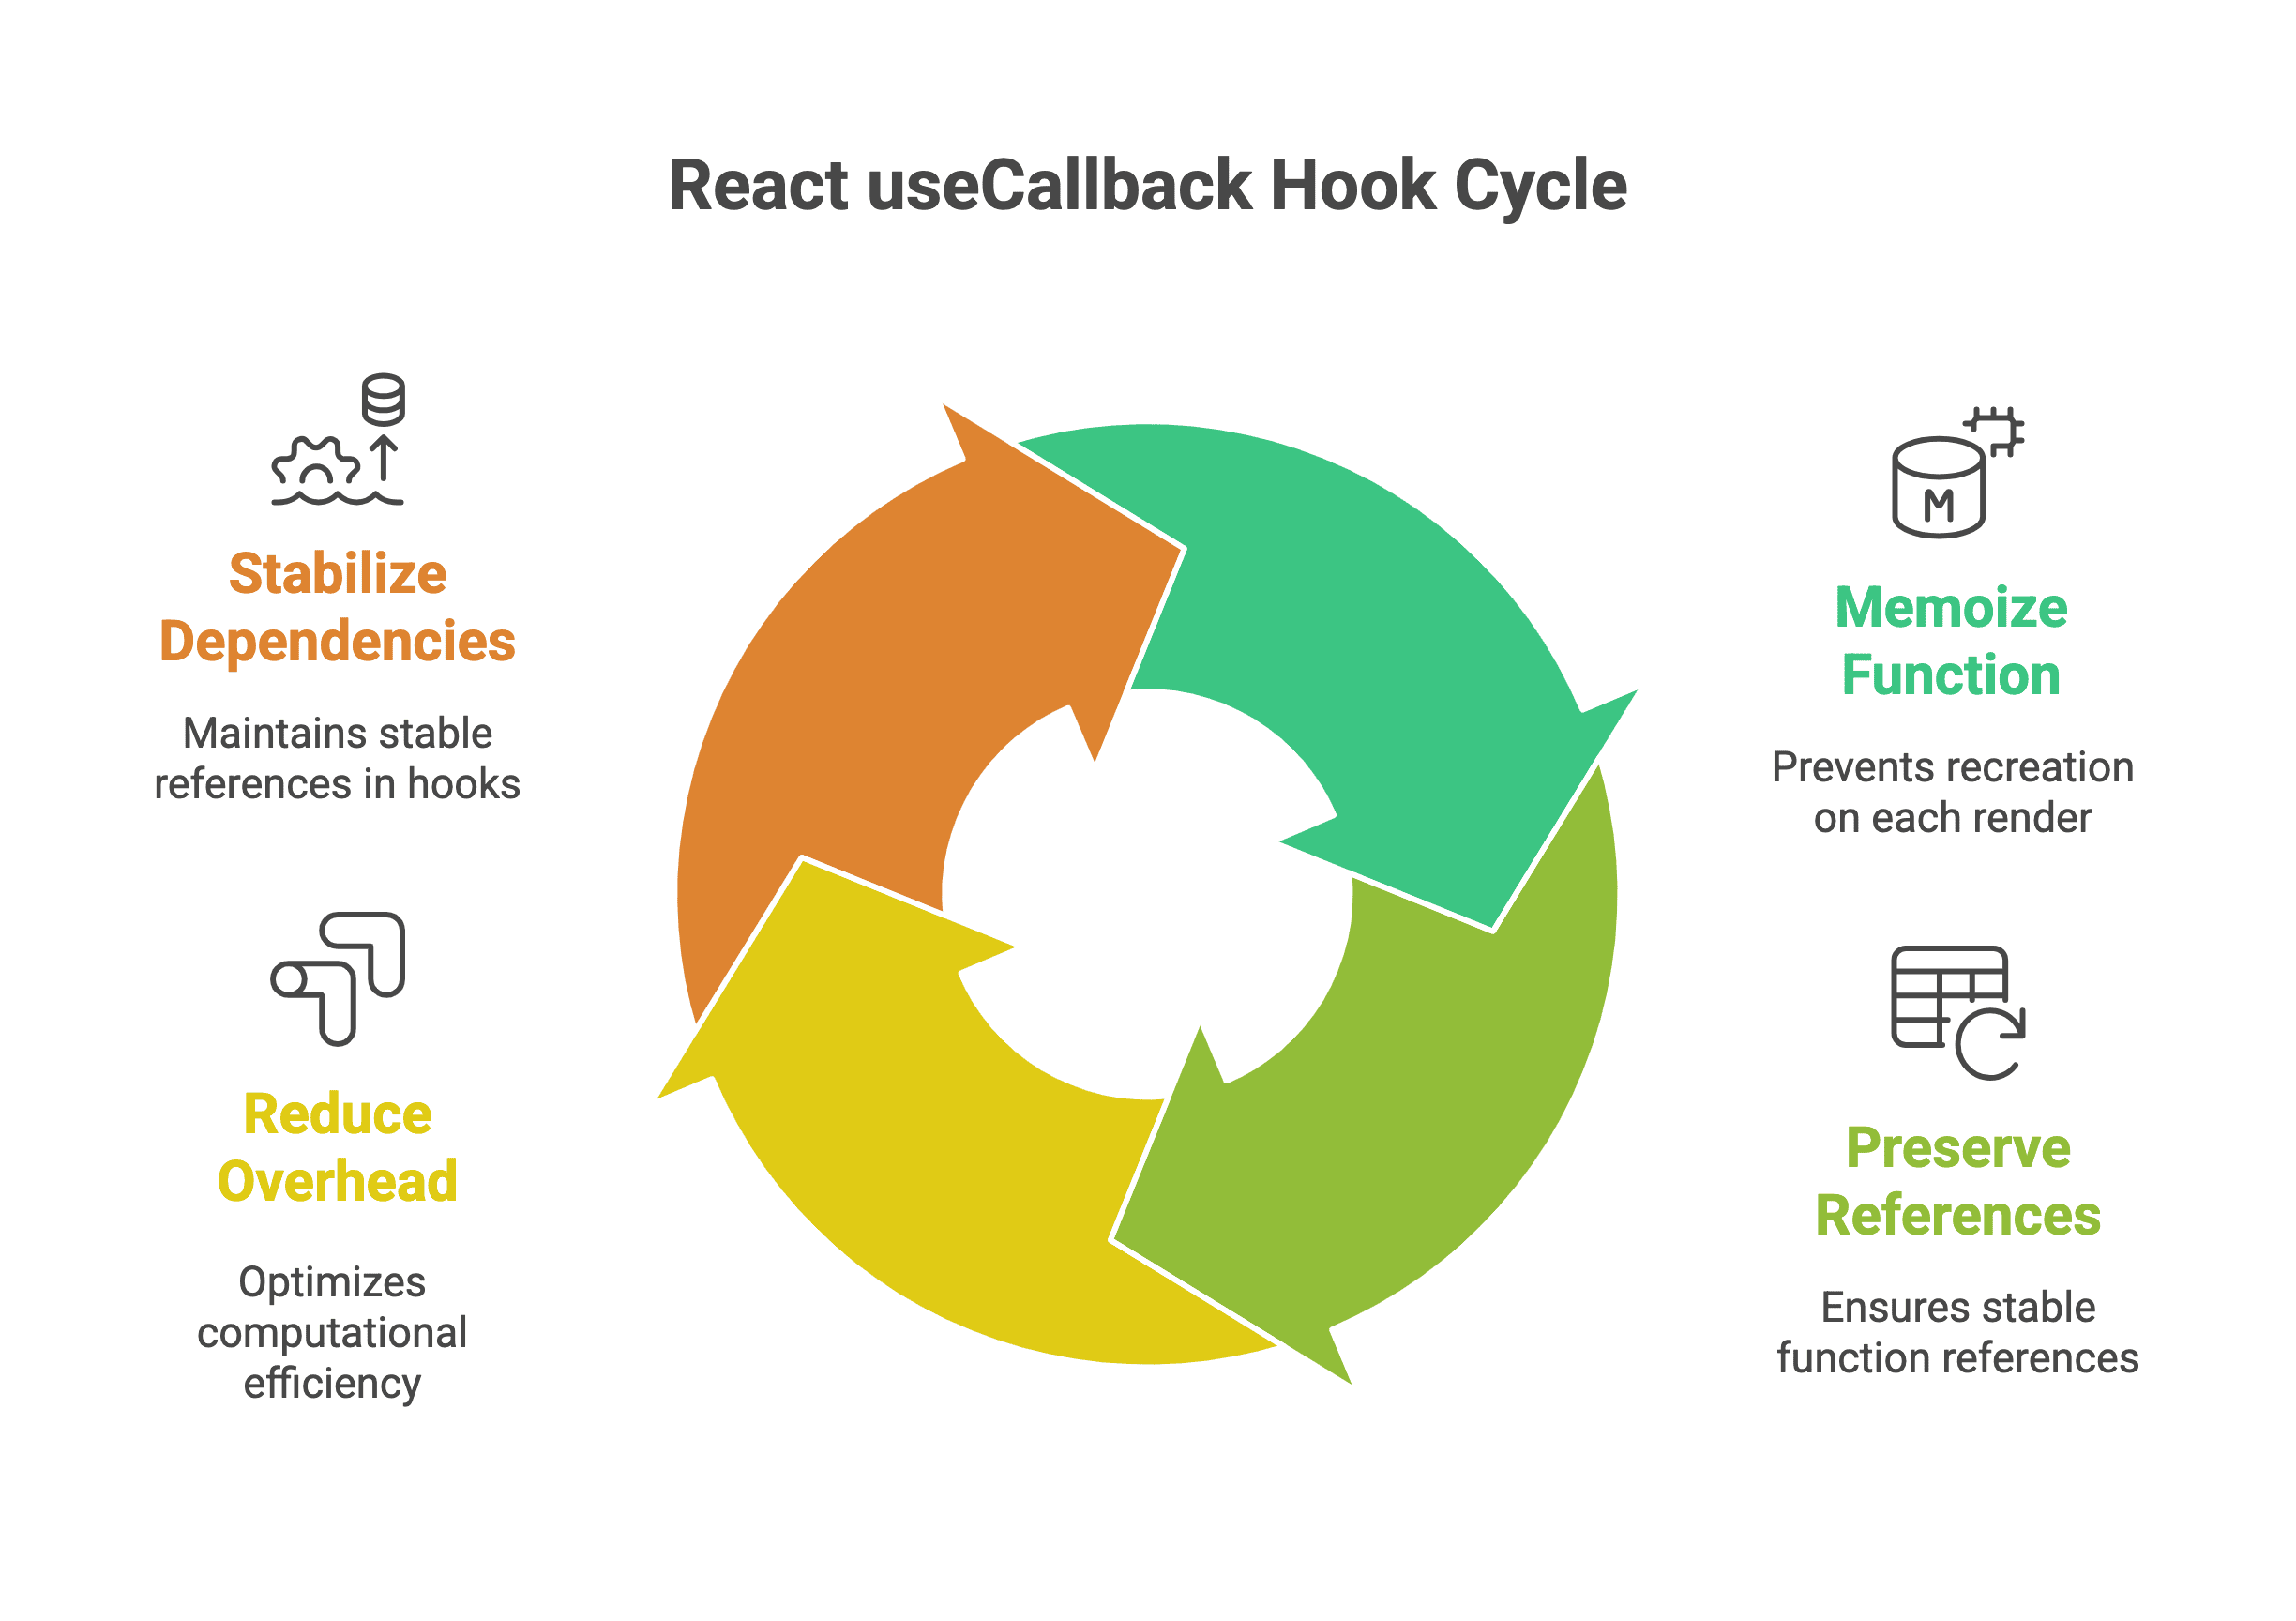 React useCallback Hook Cycle
Stabilize
Dependencies
Maintains stable
references in hooks
M
Memoize
Function
Prevents recreation
on each render
Reduce
Overhead
Optimizes
computational
efficiency
Preserve
References
Ensures stable
function references